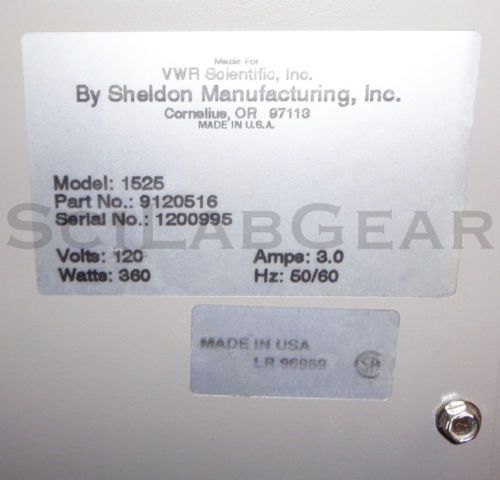 Made For
VWR Scientific, Inc.
By Sheldon Manufacturing, Inc.
Cornelius, OR 97113
MADE IN U.S.A.
Model: 1525
Part No.: 9120516
Serial No.: 1200995
SciLabGear
Volts: 120 Amps: 3.0
Watts: 360 Hz: 50/60
MADE IN USA
LR 96969